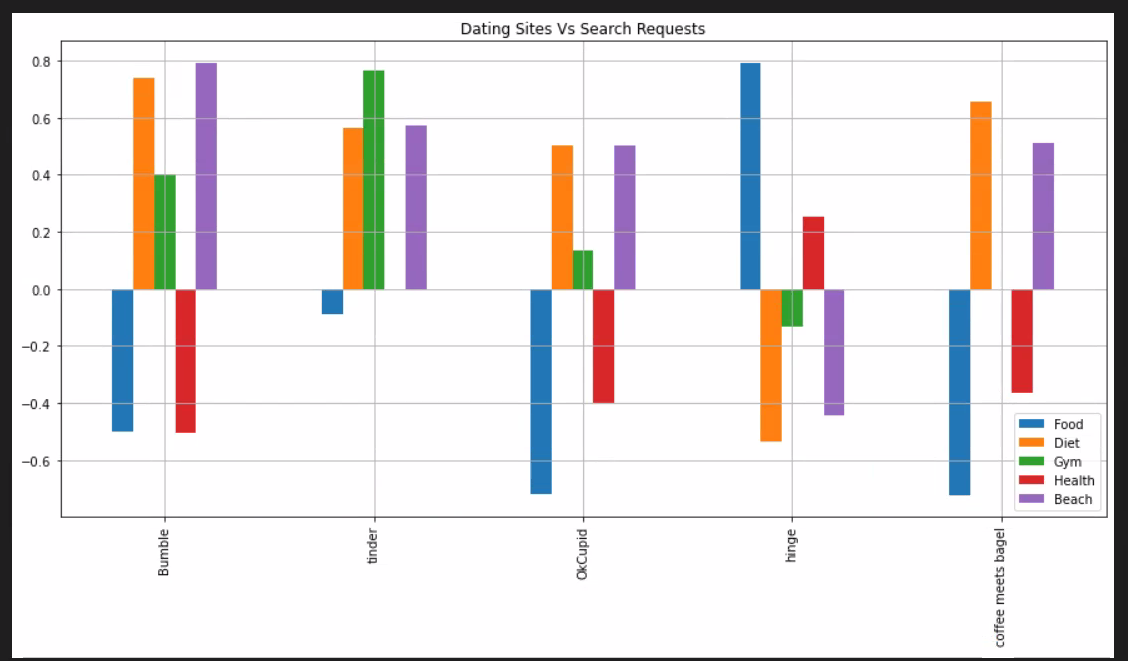 Dating Sites Vs Search Requests
0.8
0.6
0.4
0.2
0.0
−0.2
−0.4
−0.6
Food
Diet
Gym
Health
Beach
Bumble
tinder
OkCupid
hinge
coffee meets bagel